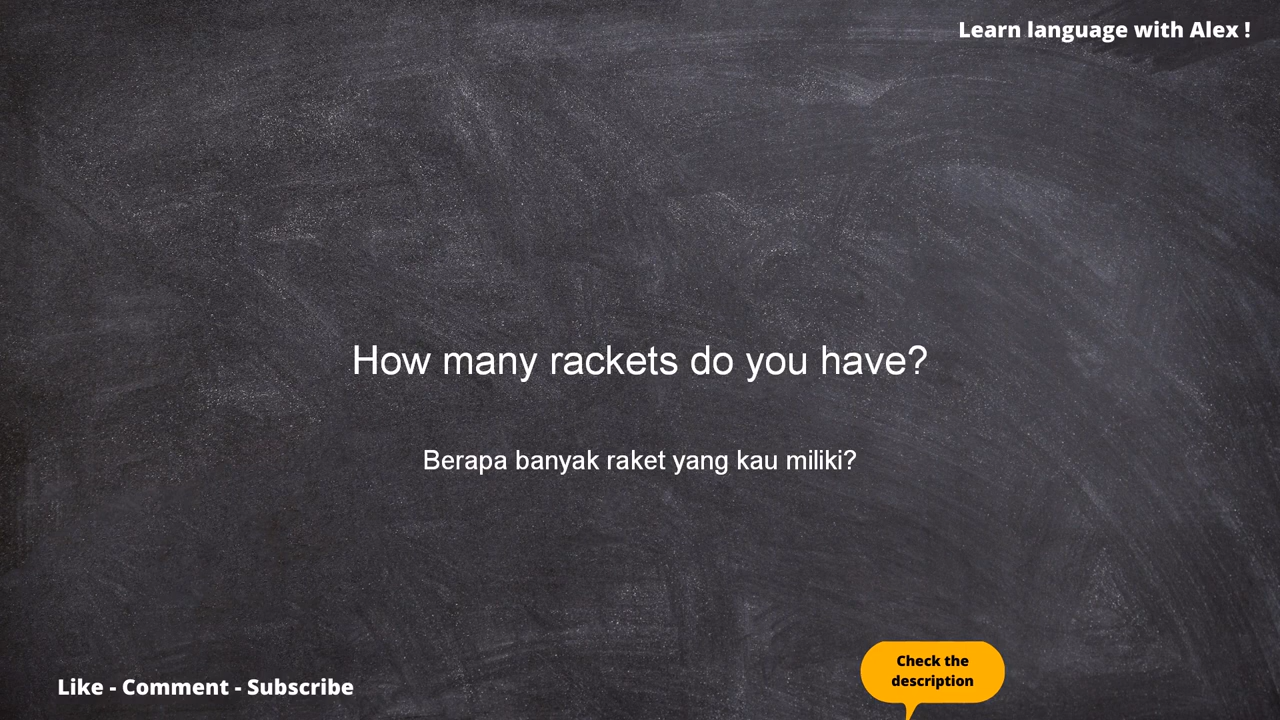 Learn language with Alex !
How many rackets do you have?
Berapa banyak raket yang kau miliki?
Check the
description
Like - Comment - Subscribe